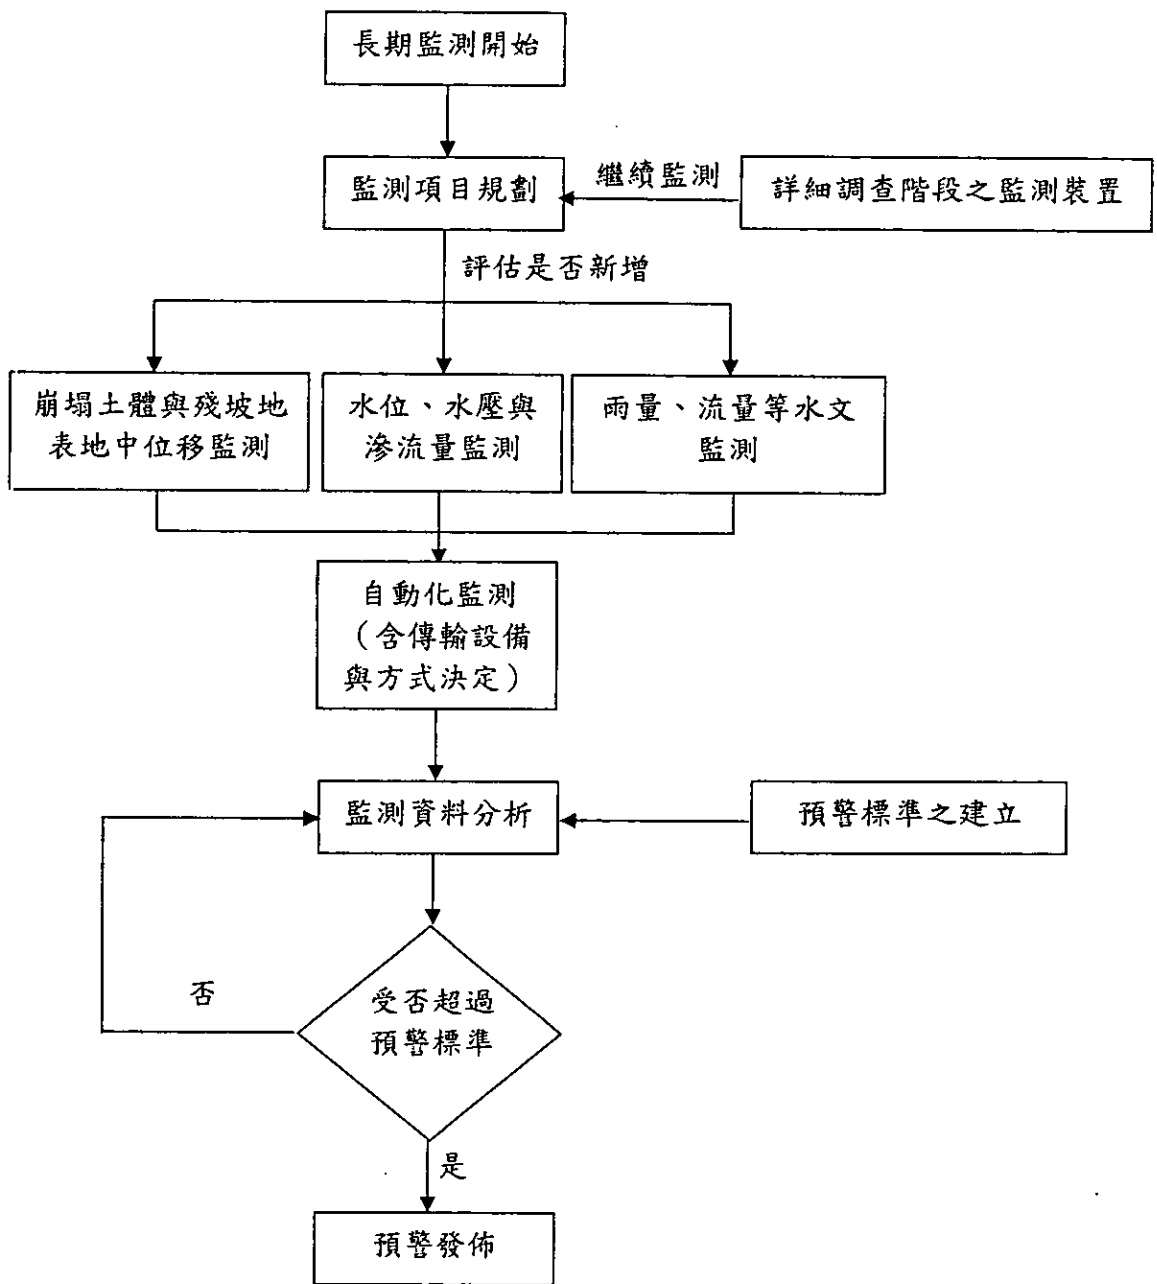 長期監測開始
監測項目規劃
繼續監測
詳細調查階段之監測裝置
評估是否新增
崩塌土體與殘坡地
表地中位移監測
水位、水壓與
滲流量監測
雨量、流量等水文
監測
自動化監測
（含傳輸設備
與方式決定）
監測資料分析
預警標準之建立
否
受否超過
預警標準
是
預警發佈